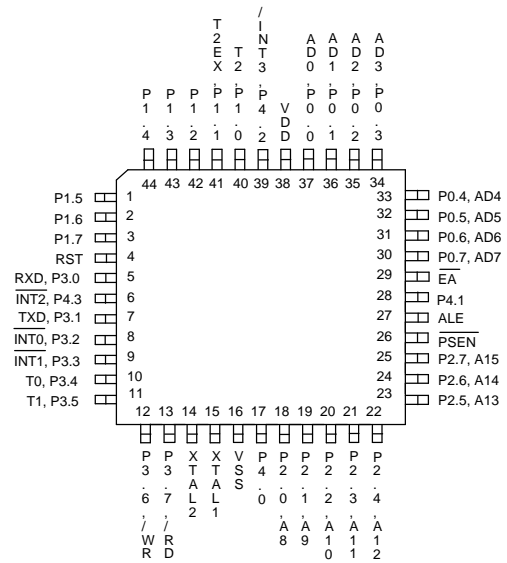 P1.4
P1.3
P1.2
T2EX,P1.1
T2,P1.0
/INT3,P4.2
VDD
AD0,P0.0
AD1,P0.1
AD2,P0.2
AD3,P0.3
44 43 42 41 40 39 38 37 36 35 34
P1.5 1
P1.6 2
P1.7 3
RST 4
RXD, P3.0 5
INT2, P4.3 6
TXD, P3.1 7
INT0, P3.2 8
INT1, P3.3 9
T0, P3.4 10
T1, P3.5 11
33 P0.4, AD4
32 P0.5, AD5
31 P0.6, AD6
30 P0.7, AD7
29 EA
28 P4.1
27 ALE
26 PSEN
25 P2.7, A15
24 P2.6, A14
23 P2.5, A13
12 13 14 15 16 17 18 19 20 21 22
P3.6,/WR
P3.7,/RD
XTAL2
XTAL1
VSS
P4.0
P2.0,A8
P2.1,A9
P2.2,A10
P2.3,A11
P2.4,A12